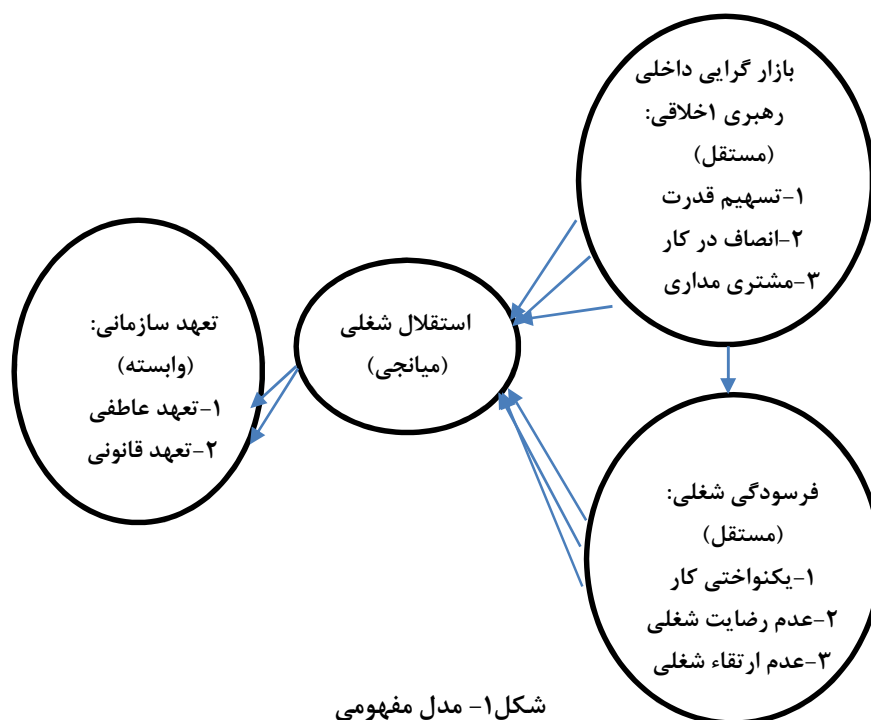 بازار گرایی داخلی
رهبری اخلاقی:
(مستقل)
۱-تسهیم قدرت
۲-انصاف در کار
۳-مشتری مداری
استقلال شغلی
(میانجی)
تعهد سازمانی:
(وابسته)
۱-تعهد عاطفی
۲-تعهد قانونی
فرسودگی شغلی:
(مستقل)
۱-یکنواختی کار
۲-عدم رضایت شغلی
۳-عدم ارتقاء شغلی
شکل۱- مدل مفهومی